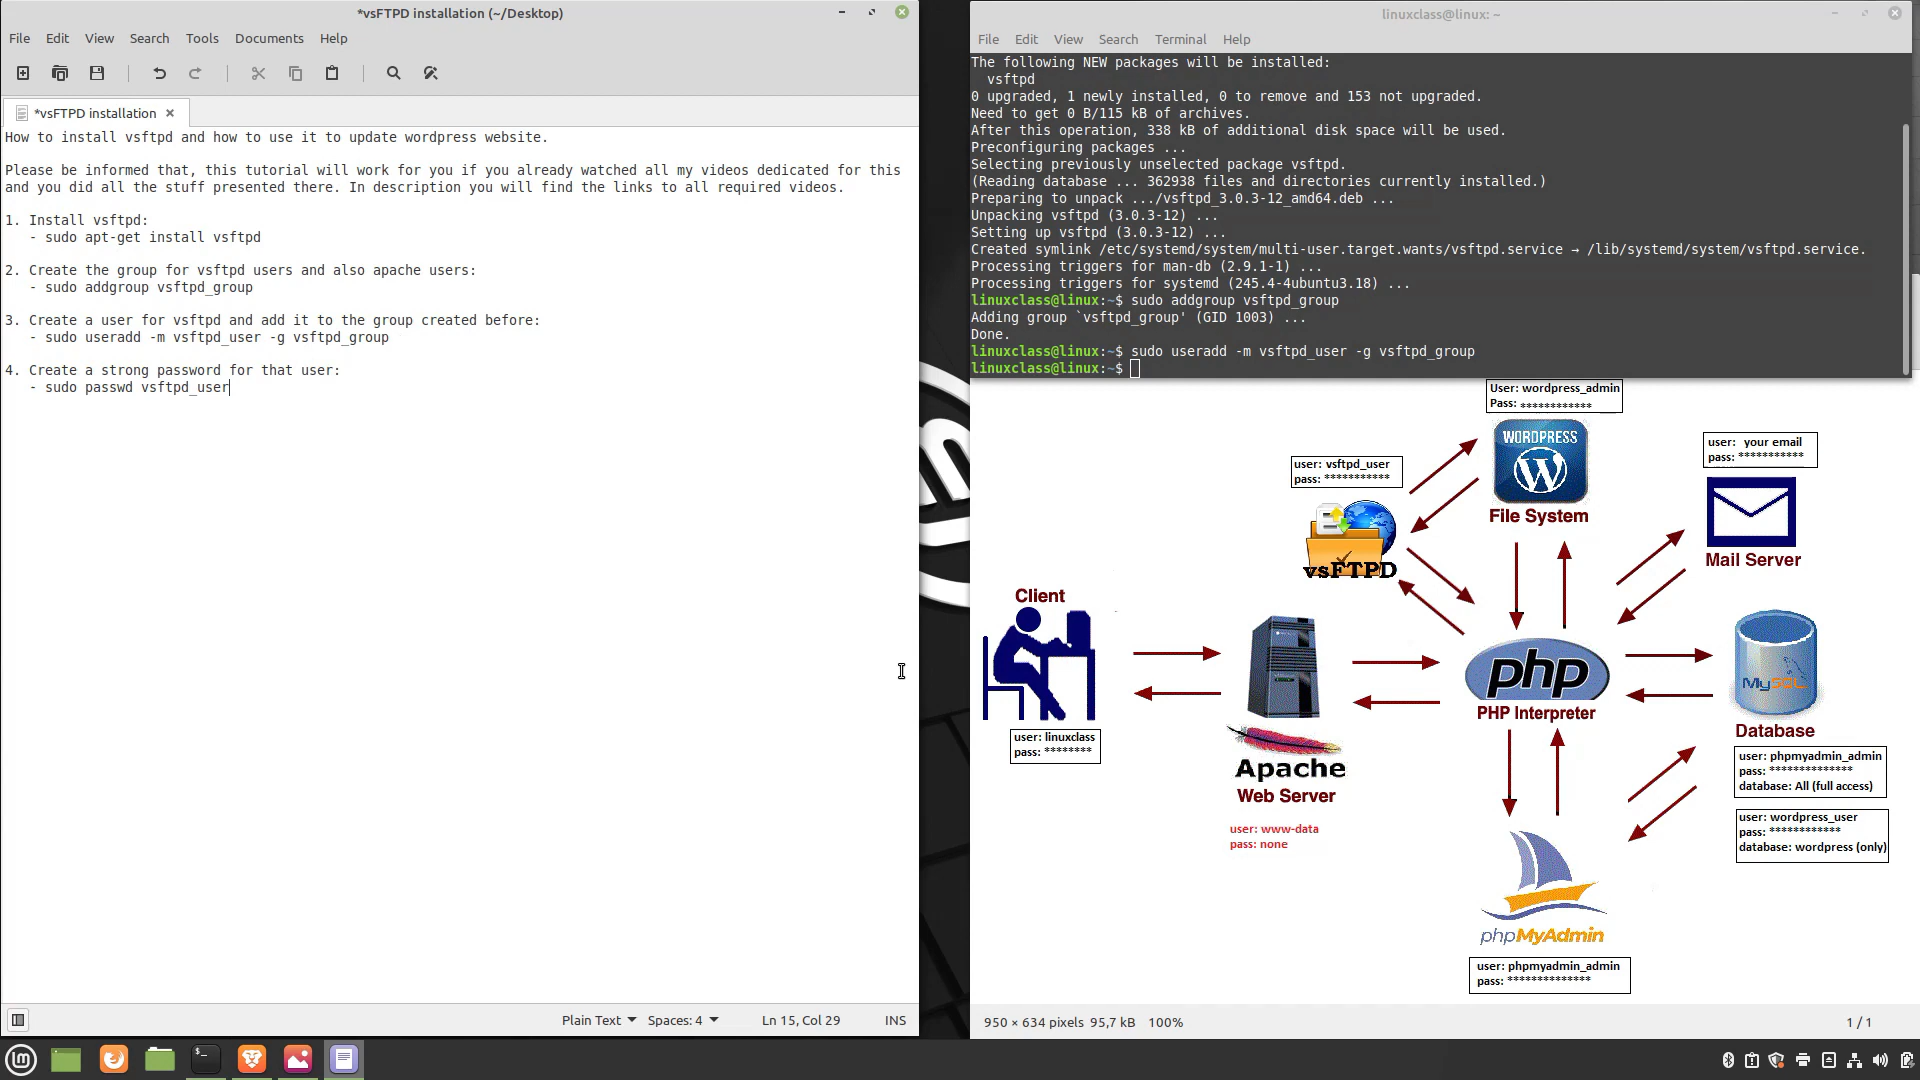 *vsFTPD installation (~/Desktop)
File Edit View Search Tools Documents Help
*vsFTPD installation
How to install vsftpd and how to use it to update wordpress website.
Please be informed that, this tutorial will work for you if you already watched all my videos dedicated for this
and you did all the stuff presented there. In description you will find the links to all required videos.
1. Install vsftpd:
- sudo apt-get install vsftpd
2. Create the group for vsftpd users and also apache users:
- sudo addgroup vsftpd_group
3. Create a user for vsftpd and add it to the group created before:
- sudo useradd -m vsftpd_user -g vsftpd_group
4. Create a strong password for that user:
- sudo passwd vsftpd_user
Plain Text Spaces: 4 Ln 15, Col 29 INS
linuxclass@linux: ~
File Edit View Search Terminal Help
The following NEW packages will be installed:
vsftpd
0 upgraded, 1 newly installed, 0 to remove and 153 not upgraded.
Need to get 0 B/115 kB of archives.
After this operation, 338 kB of additional disk space will be used.
Preconfiguring packages ...
Selecting previously unselected package vsftpd.
(Reading database ... 362938 files and directories currently installed.)
Preparing to unpack .../vsftpd_3.0.3-12_amd64.deb ...
Unpacking vsftpd (3.0.3-12) ...
Setting up vsftpd (3.0.3-12) ...
Created symlink /etc/systemd/system/multi-user.target.wants/vsftpd.service → /lib/systemd/system/vsftpd.service.
Processing triggers for man-db (2.9.1-1) ...
Processing triggers for systemd (245.4-4ubuntu3.18) ...
linuxclass@linux:~$ sudo addgroup vsftpd_group
Adding group `vsftpd_group' (GID 1003) ...
Done.
linuxclass@linux:~$ sudo useradd -m vsftpd_user -g vsftpd_group
linuxclass@linux:~$
User: wordpress_admin
Pass: ************
WORDPRESS
W
File System
user: your email
pass: ***********
Mail Server
user: vsftpd_user
pass: ***********
vsFTPD
Client
user: linuxclass
pass: ********
Apache
Web Server
user: www-data
pass: none
php
PHP Interpreter
MySQL
Database
user: phpmyadmin_admin
pass: **************
database: All (full access)
user: wordpress_user
pass: ************
database: wordpress (only)
phpMyAdmin
user: phpmyadmin_admin
pass: **************
950 × 634 pixels 95,7 kB 100%
1 / 1